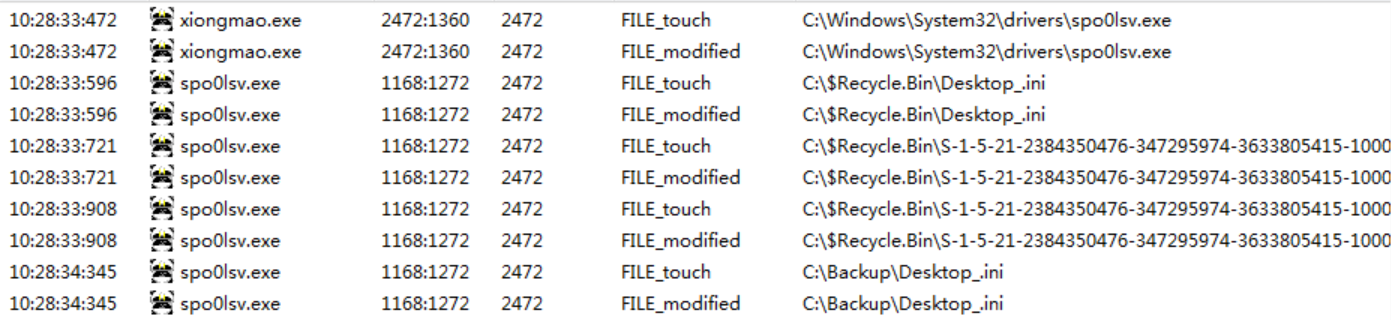 10:28:33:472 xiongmao.exe 2472:1360 2472 FILE_touch C:\Windows\System32\drivers\spo0lsv.exe
10:28:33:472 xiongmao.exe 2472:1360 2472 FILE_modified C:\Windows\System32\drivers\spo0lsv.exe
10:28:33:596 spo0lsv.exe 1168:1272 2472 FILE_touch C:\$Recycle.Bin\Desktop_.ini
10:28:33:596 spo0lsv.exe 1168:1272 2472 FILE_modified C:\$Recycle.Bin\Desktop_.ini
10:28:33:721 spo0lsv.exe 1168:1272 2472 FILE_touch C:\$Recycle.Bin\S-1-5-21-2384350476-347295974-3633805415-1000
10:28:33:721 spo0lsv.exe 1168:1272 2472 FILE_modified C:\$Recycle.Bin\S-1-5-21-2384350476-347295974-3633805415-1000
10:28:33:908 spo0lsv.exe 1168:1272 2472 FILE_touch C:\$Recycle.Bin\S-1-5-21-2384350476-347295974-3633805415-1000
10:28:33:908 spo0lsv.exe 1168:1272 2472 FILE_modified C:\$Recycle.Bin\S-1-5-21-2384350476-347295974-3633805415-1000
10:28:34:345 spo0lsv.exe 1168:1272 2472 FILE_touch C:\Backup\Desktop_.ini
10:28:34:345 spo0lsv.exe 1168:1272 2472 FILE_modified C:\Backup\Desktop_.ini